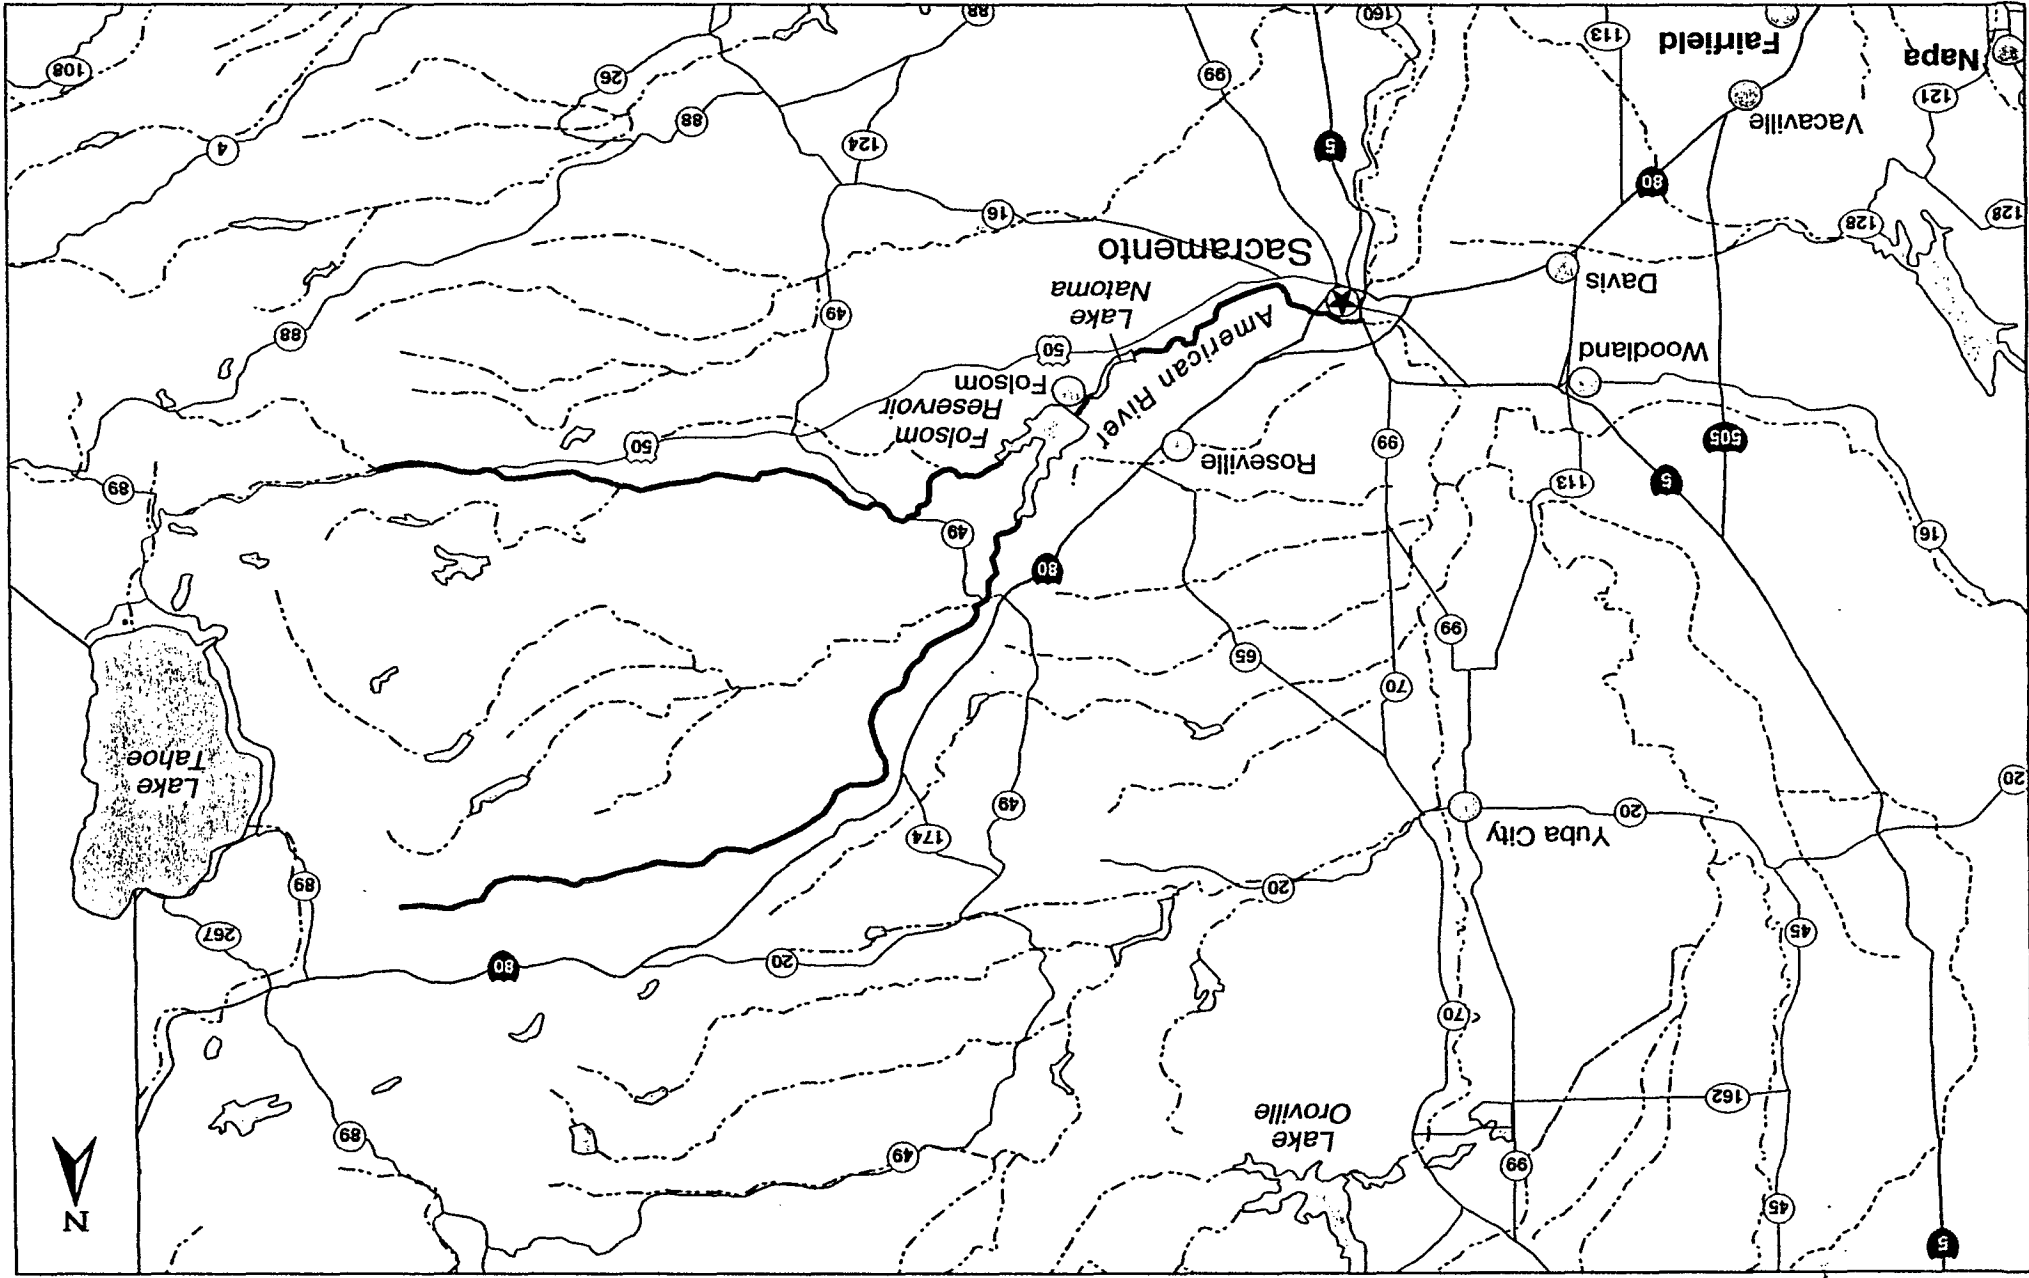 5
N
45
99
49
89
Lake
Oroville
162
70
80
20
267
45
20
89
174
Yuba City
20
49
Lake
Tahoe
20
70
65
99
80
16
49
89
113
5
Roseville
50
99
505
Folsom
Reservoir
American River
Folsom
Woodland
50
88
49
Lake
Natoma
Davis
Sacramento
128
16
128
80
4
5
124
Vacaville
88
121
26
99
108
Napa
Fairfield
113
160
88